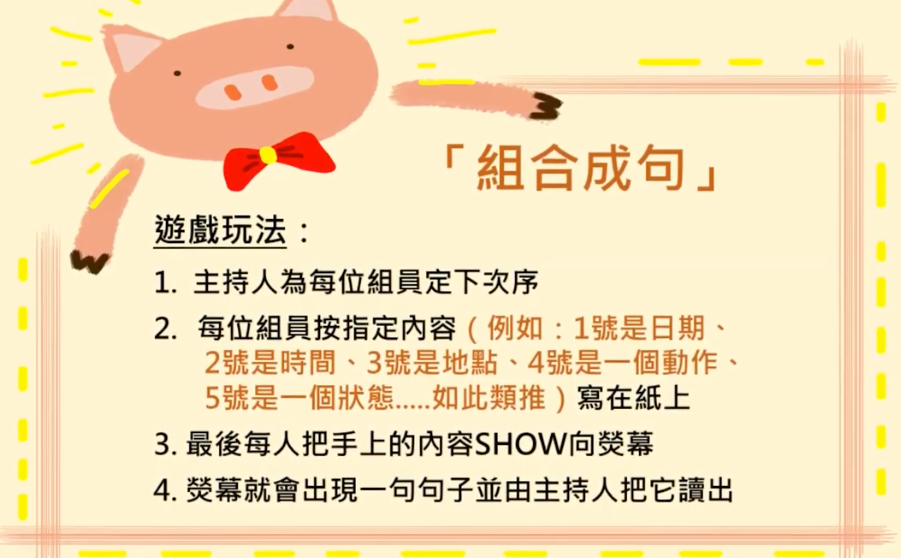 「組合成句」
遊戲玩法：
1. 主持人為每位組員定下次序
2. 每位組員按指定內容（例如：1號是日期、
2號是時間、3號是地點、4號是一個動作、
5號是一個狀態.....如此類推）寫在紙上
3. 最後每人把手上的內容SHOW向熒幕
4. 熒幕就會出現一句句子並由主持人把它讀出